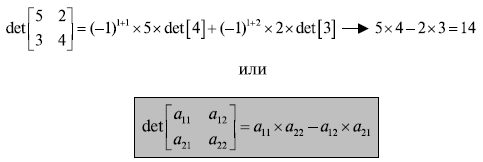 det[5 2; 3 4] = (−1)¹⁺¹ × 5 × det[4] + (−1)¹⁺² × 2 × det[3] → 5 × 4 − 2 × 3 = 14
или
det[a₁₁ a₁₂; a₂₁ a₂₂] = a₁₁ × a₂₂ − a₁₂ × a₂₁